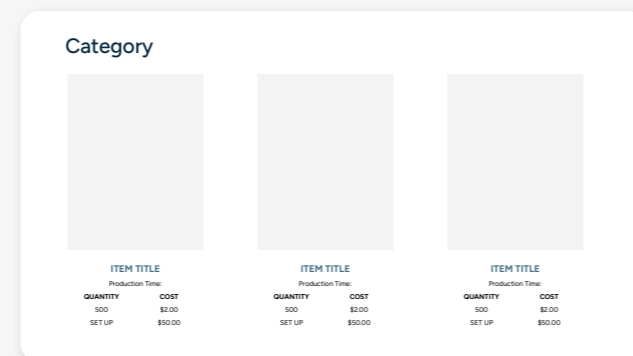 Category
ITEM TITLE ITEM TITLE ITEM TITLE
Production Time: Production Time: Production Time:
QUANTITY COST QUANTITY COST QUANTITY COST
500 $2.00 500 $2.00 500 $2.00
SET UP $50.00 SET UP $50.00 SET UP $50.00